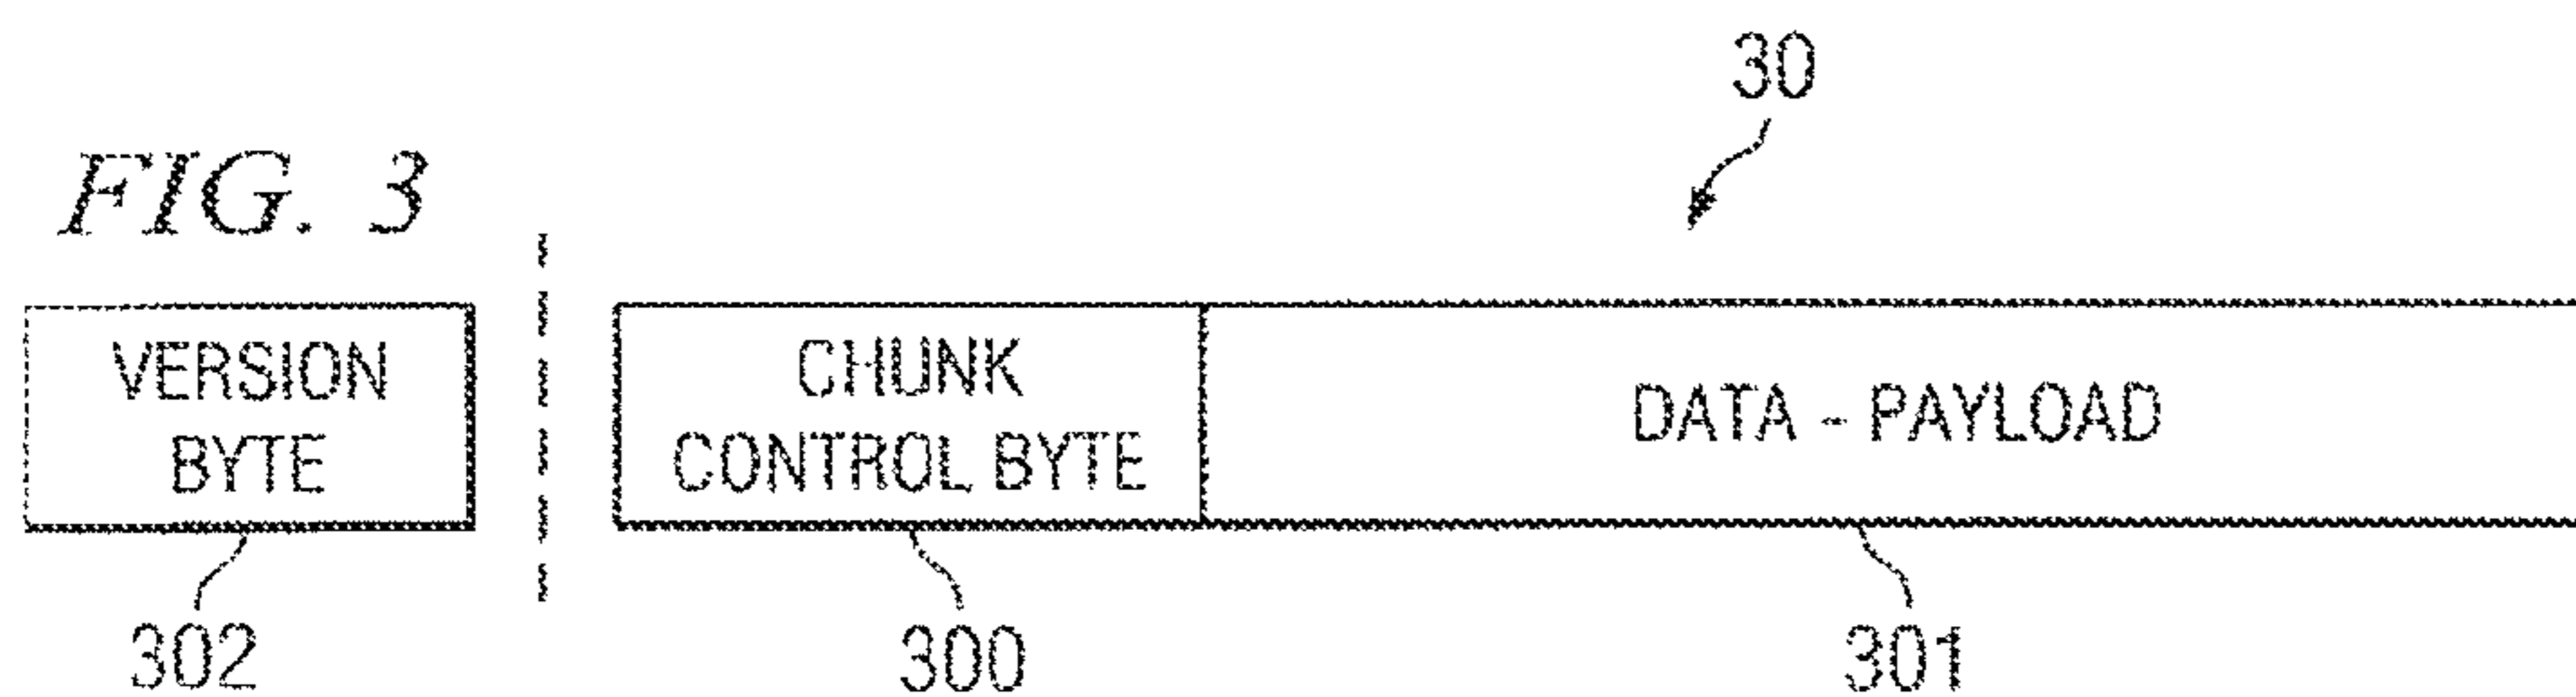 30
FIG. 3
VERSION
BYTE
CHUNK
CONTROL BYTE
DATA - PAYLOAD
302
300
301